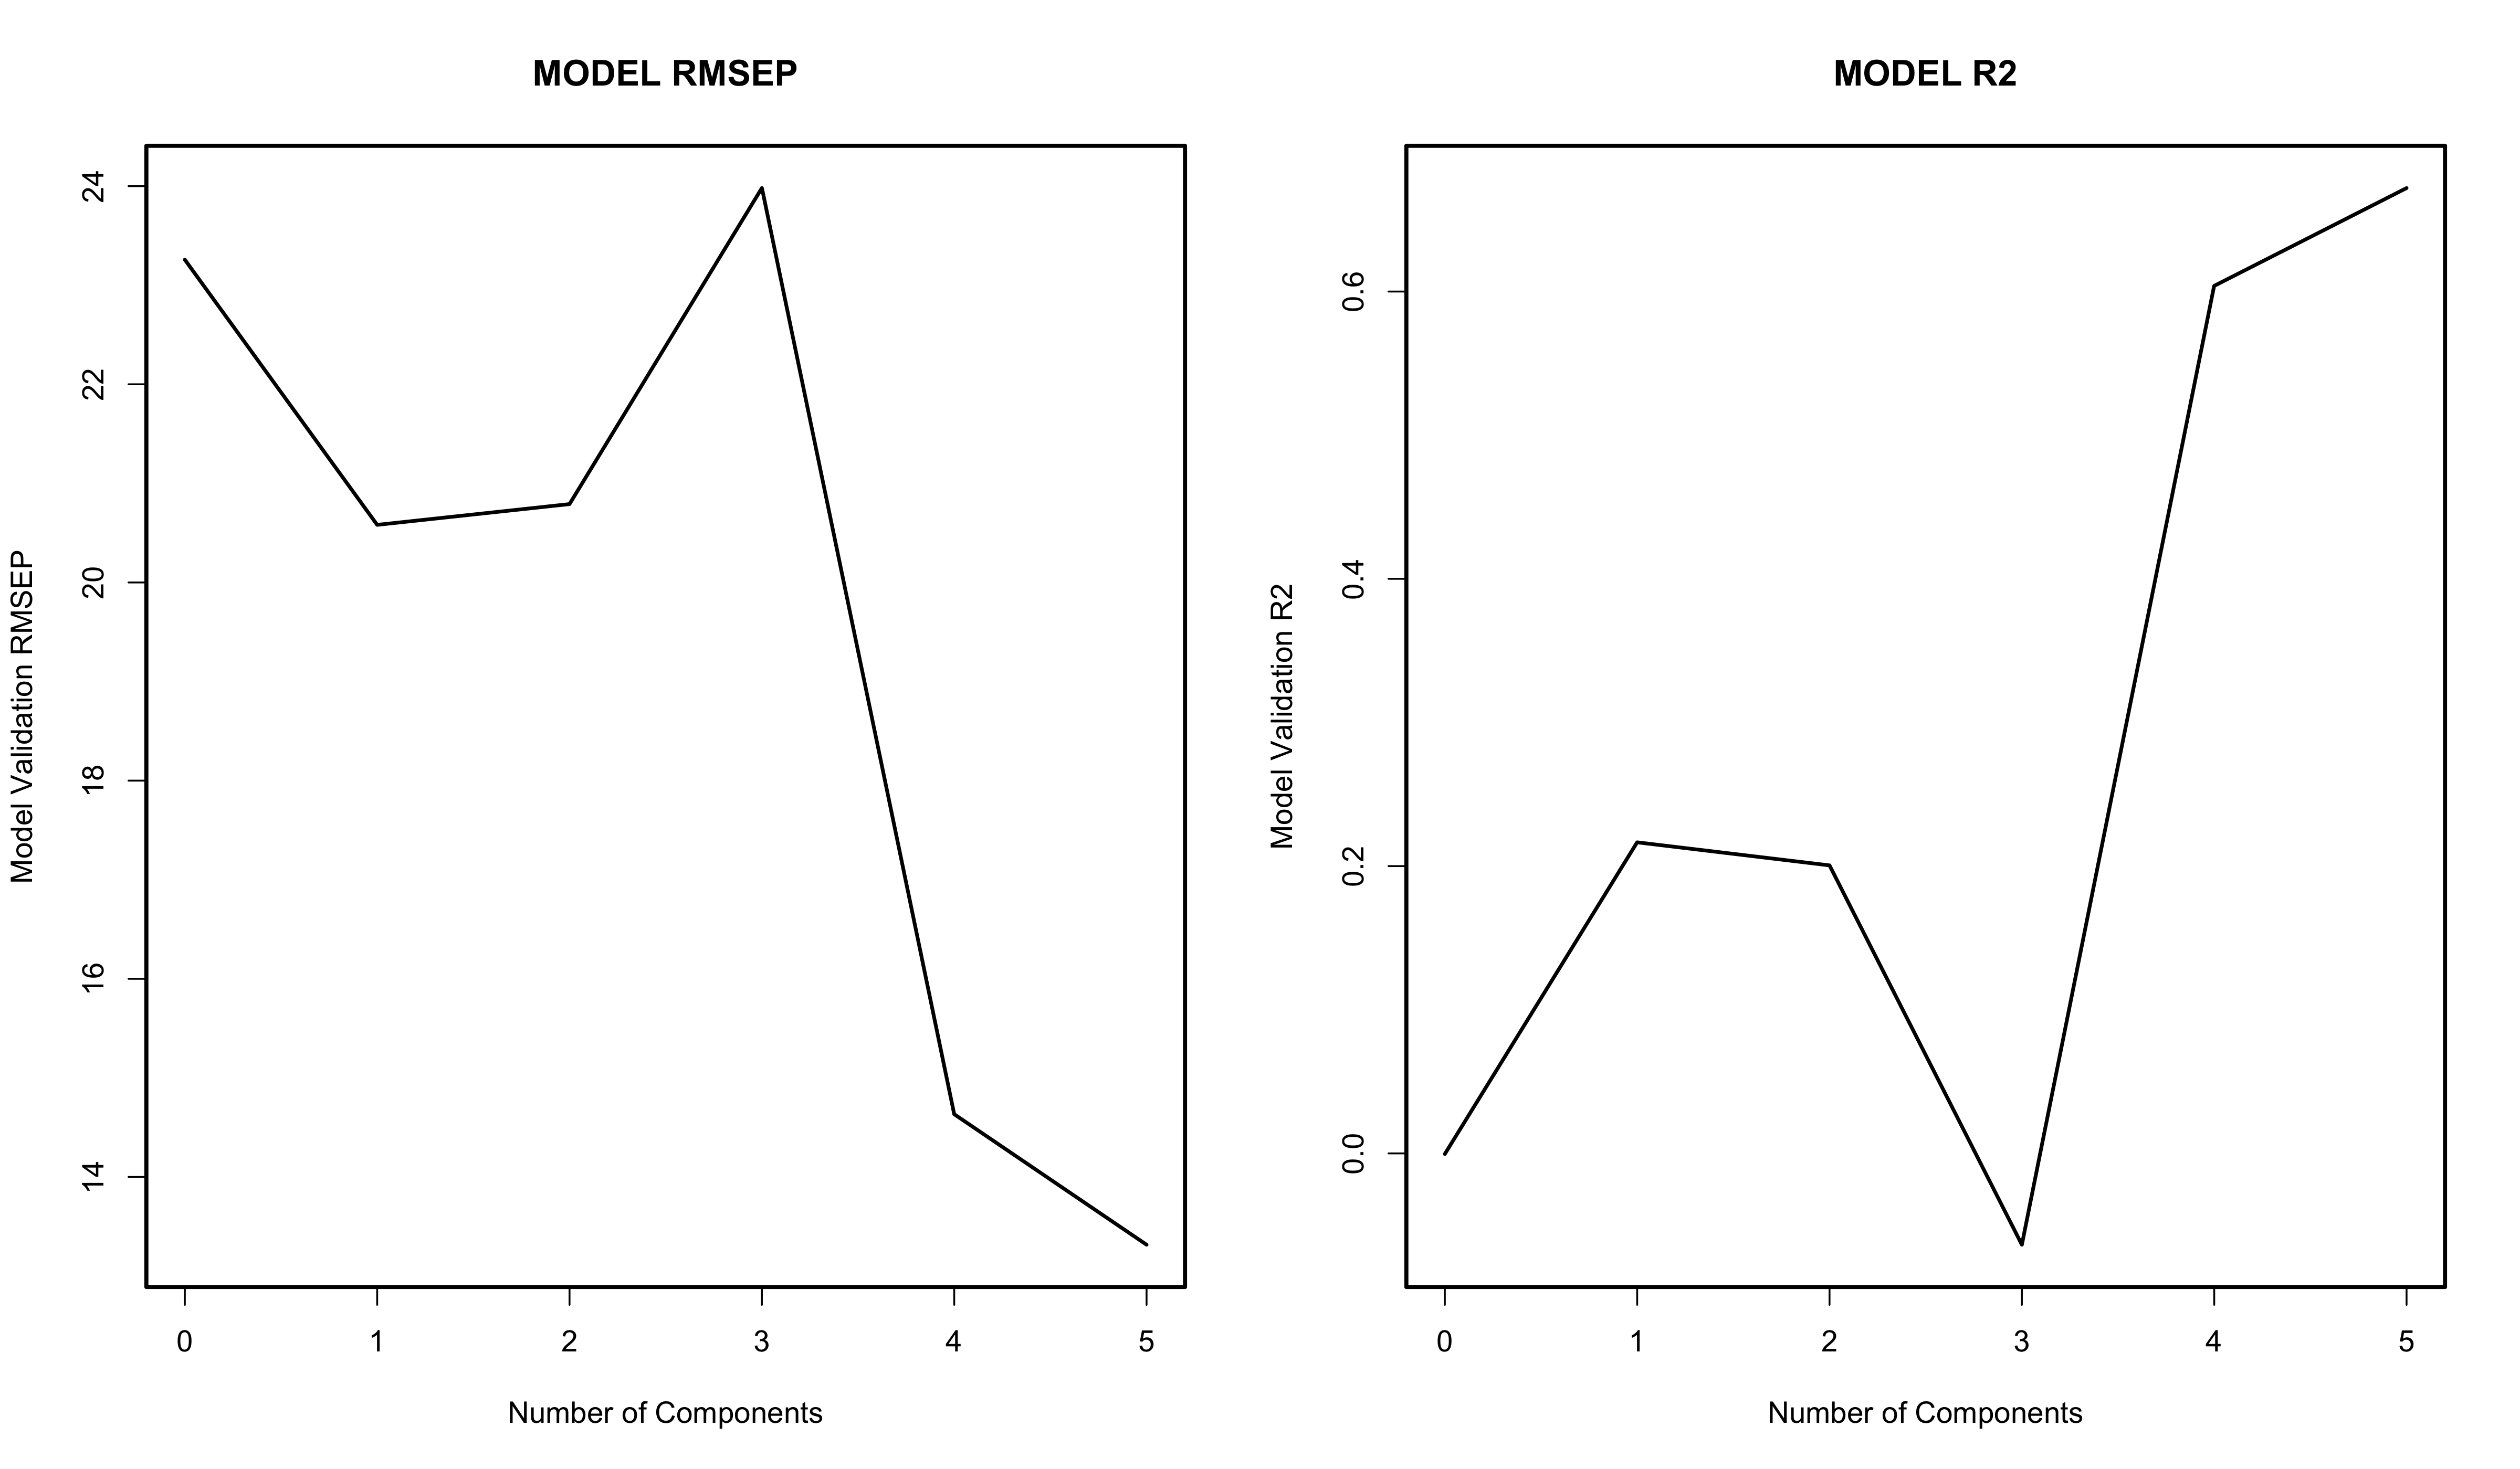 MODEL RMSEP
Model Validation RMSEP
24
22
20
18
16
14
0 1 2 3 4 5
Number of Components
MODEL R2
Model Validation R2
0.6
0.4
0.2
0.0
0 1 2 3 4 5
Number of Components